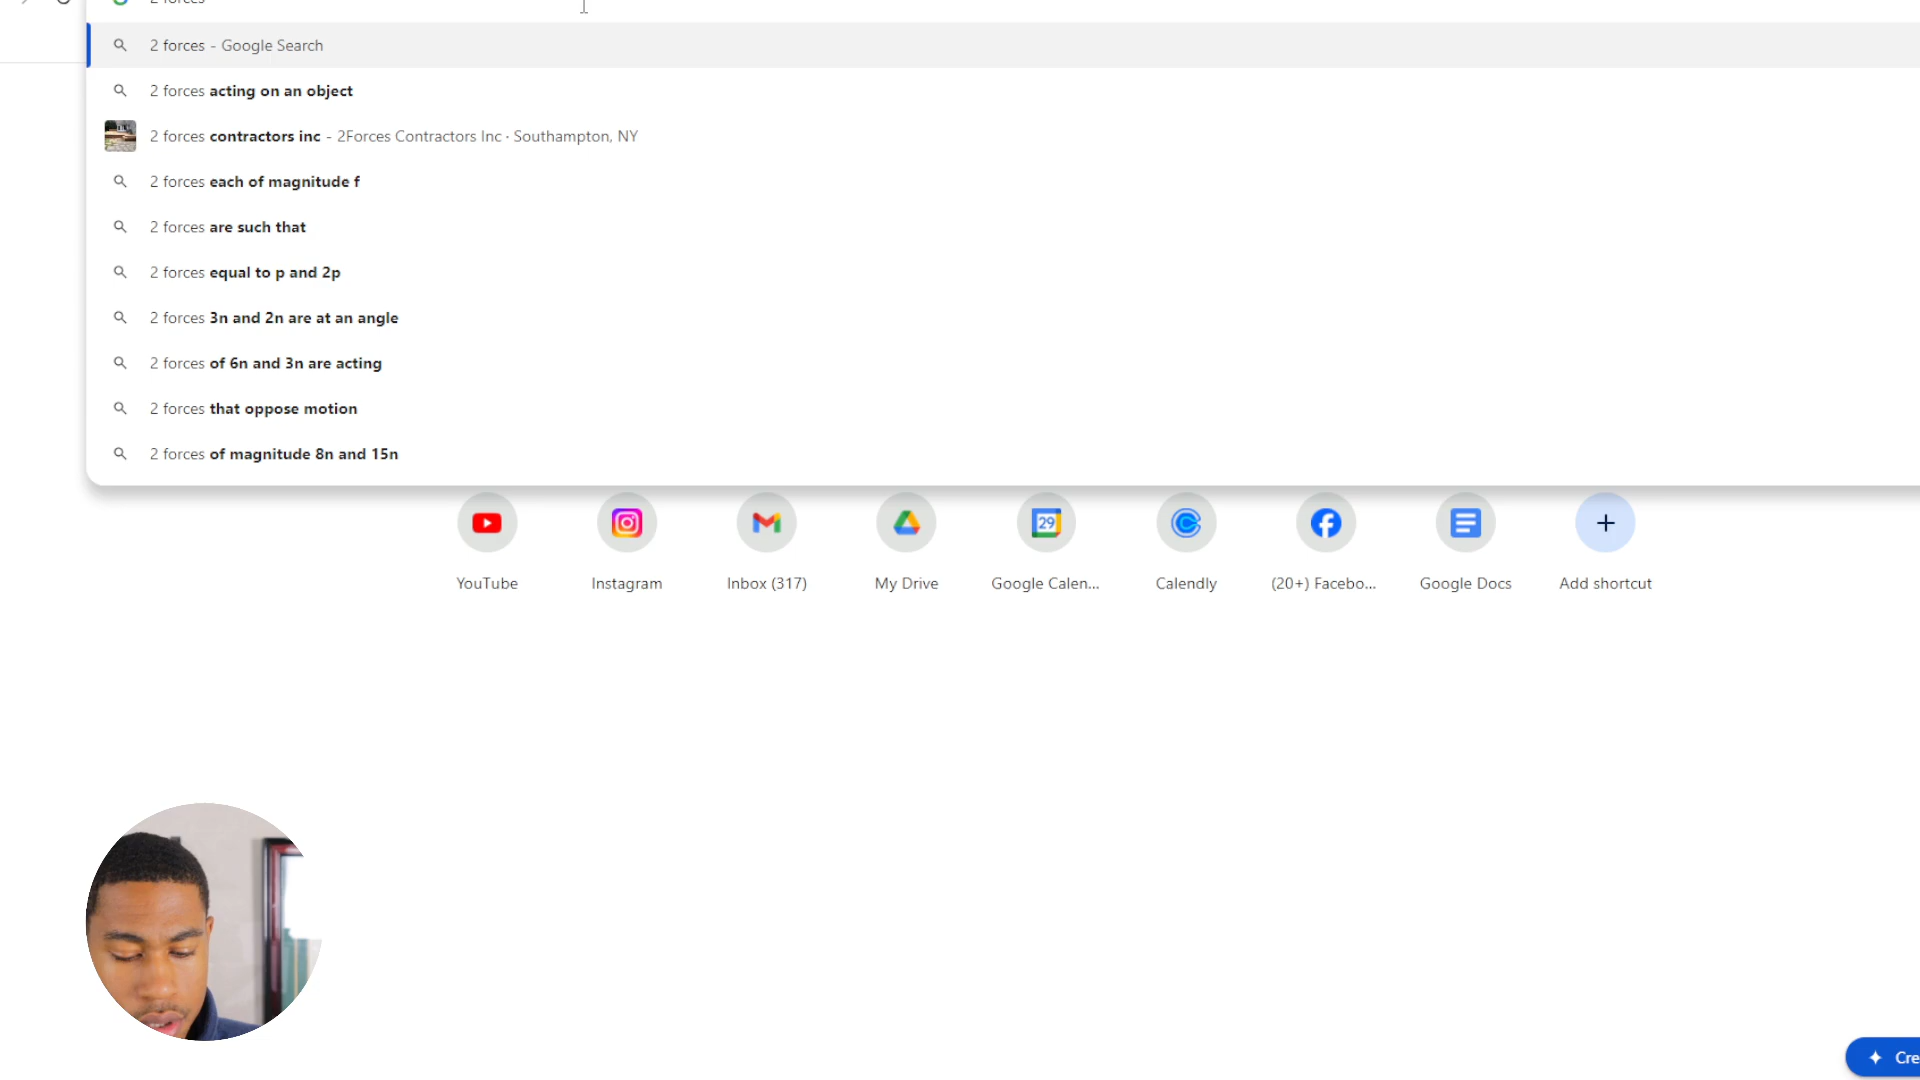 2 forces
2 forces - Google Search
2 forces acting on an object
2 forces contractors inc - 2Forces Contractors Inc · Southampton, NY
2 forces each of magnitude f
2 forces are such that
2 forces equal to p and 2p
2 forces 3n and 2n are at an angle
2 forces of 6n and 3n are acting
2 forces that oppose motion
2 forces of magnitude 8n and 15n
29
YouTube
Instagram
Inbox (317)
My Drive
Google Calen...
Calendly
(20+) Facebo...
Google Docs
Add shortcut
Cre